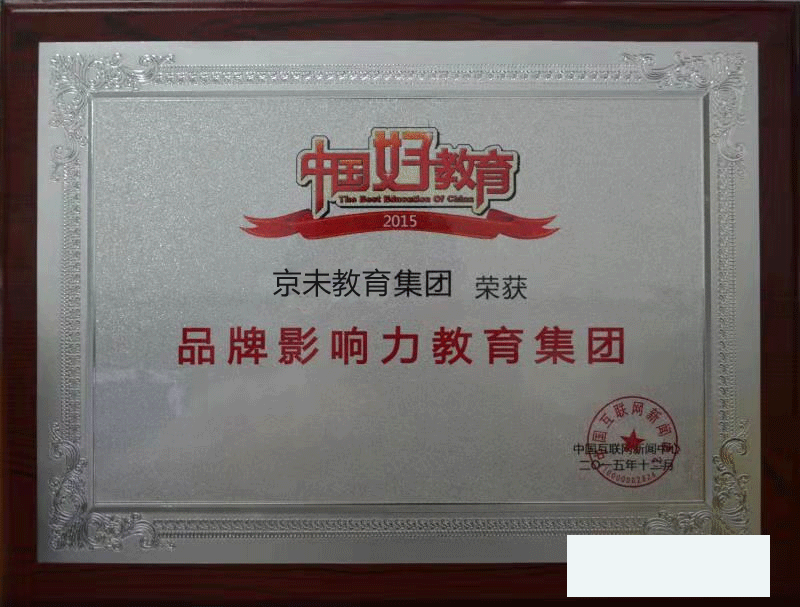 中国好教育
The Best Education Of China
2015
京未教育集团 荣获
品牌影响力教育集团
中国互联网新闻中心
二〇一五年十二月